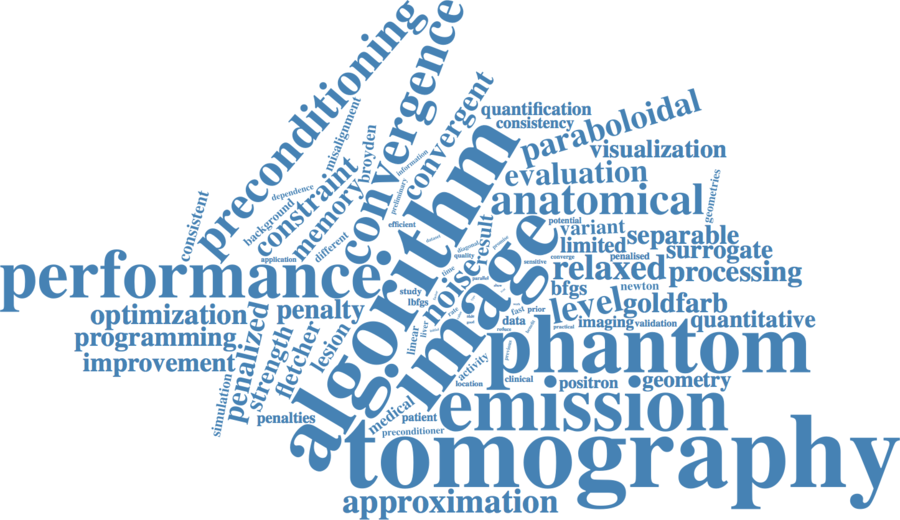 preconditioning
convergence
convergent
quantification
consistency
paraboloidal
visualization
misalignment
broyden
information
evaluation
anatomical
geometries
consistent
dependence
background
constraint
memory
preliminary
efficient
different
application
algorithm
result
potential
variant
limited
separable
surrogate
penalised
converge
sensitive
quality
diagonal
time
performance
image
noise
relaxed
processing
newton
bfgs
level
goldfarb
study
lbfgs
optimization
penalty
programming
improvement
penalized
strength
fletcher
lesion
linear
liver
rate
data
fast
prior
practical
imaging
validation
quantitative
phantom
previous
activity
location
clinical
positron
geometry
simulation
penalties
medical
patient
preconditioner
emission
tomography
approximation